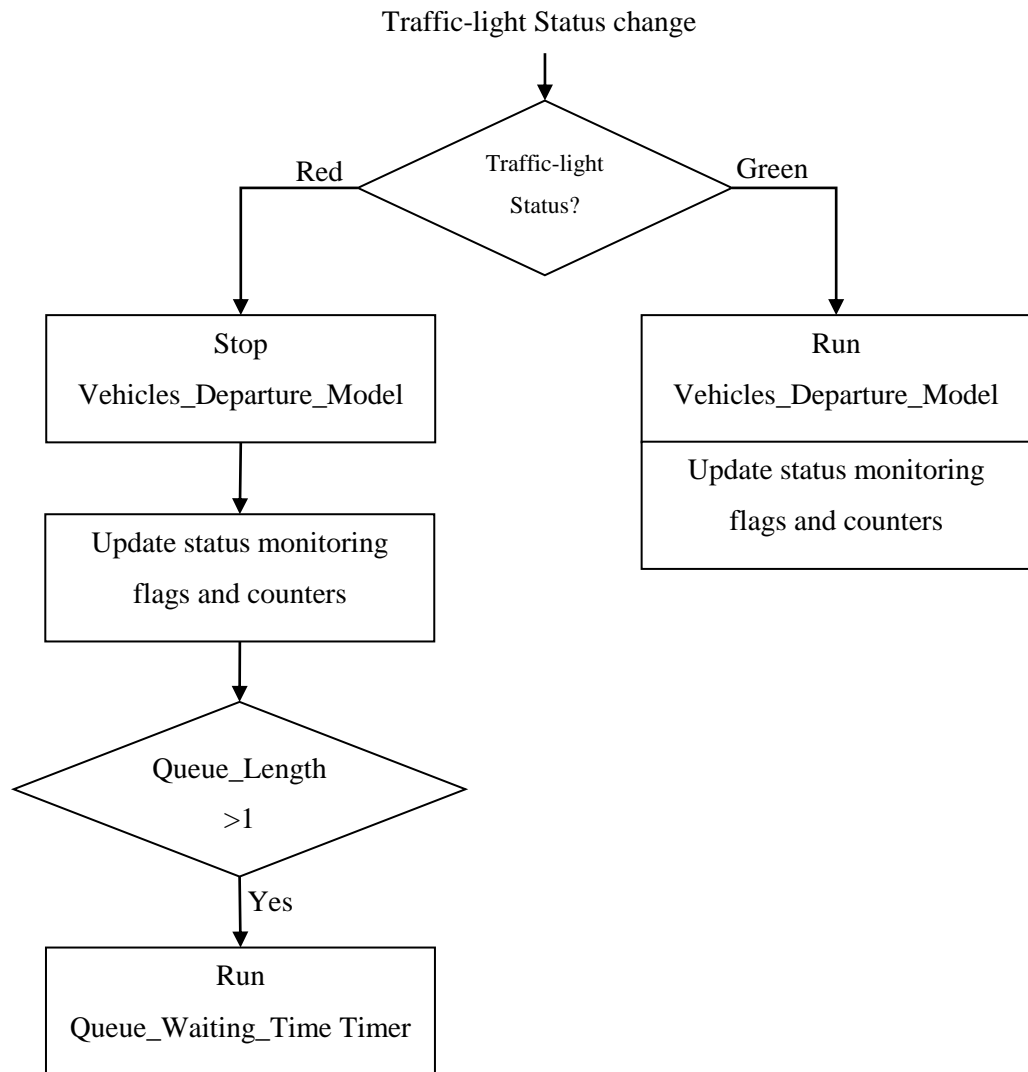 Traffic-light Status change
Traffic-light
Status?
Red
Green
Stop
Vehicles_Departure_Model
Run
Vehicles_Departure_Model
Update status monitoring
flags and counters
Update status monitoring
flags and counters
Queue_Length
>1
Yes
Run
Queue_Waiting_Time Timer